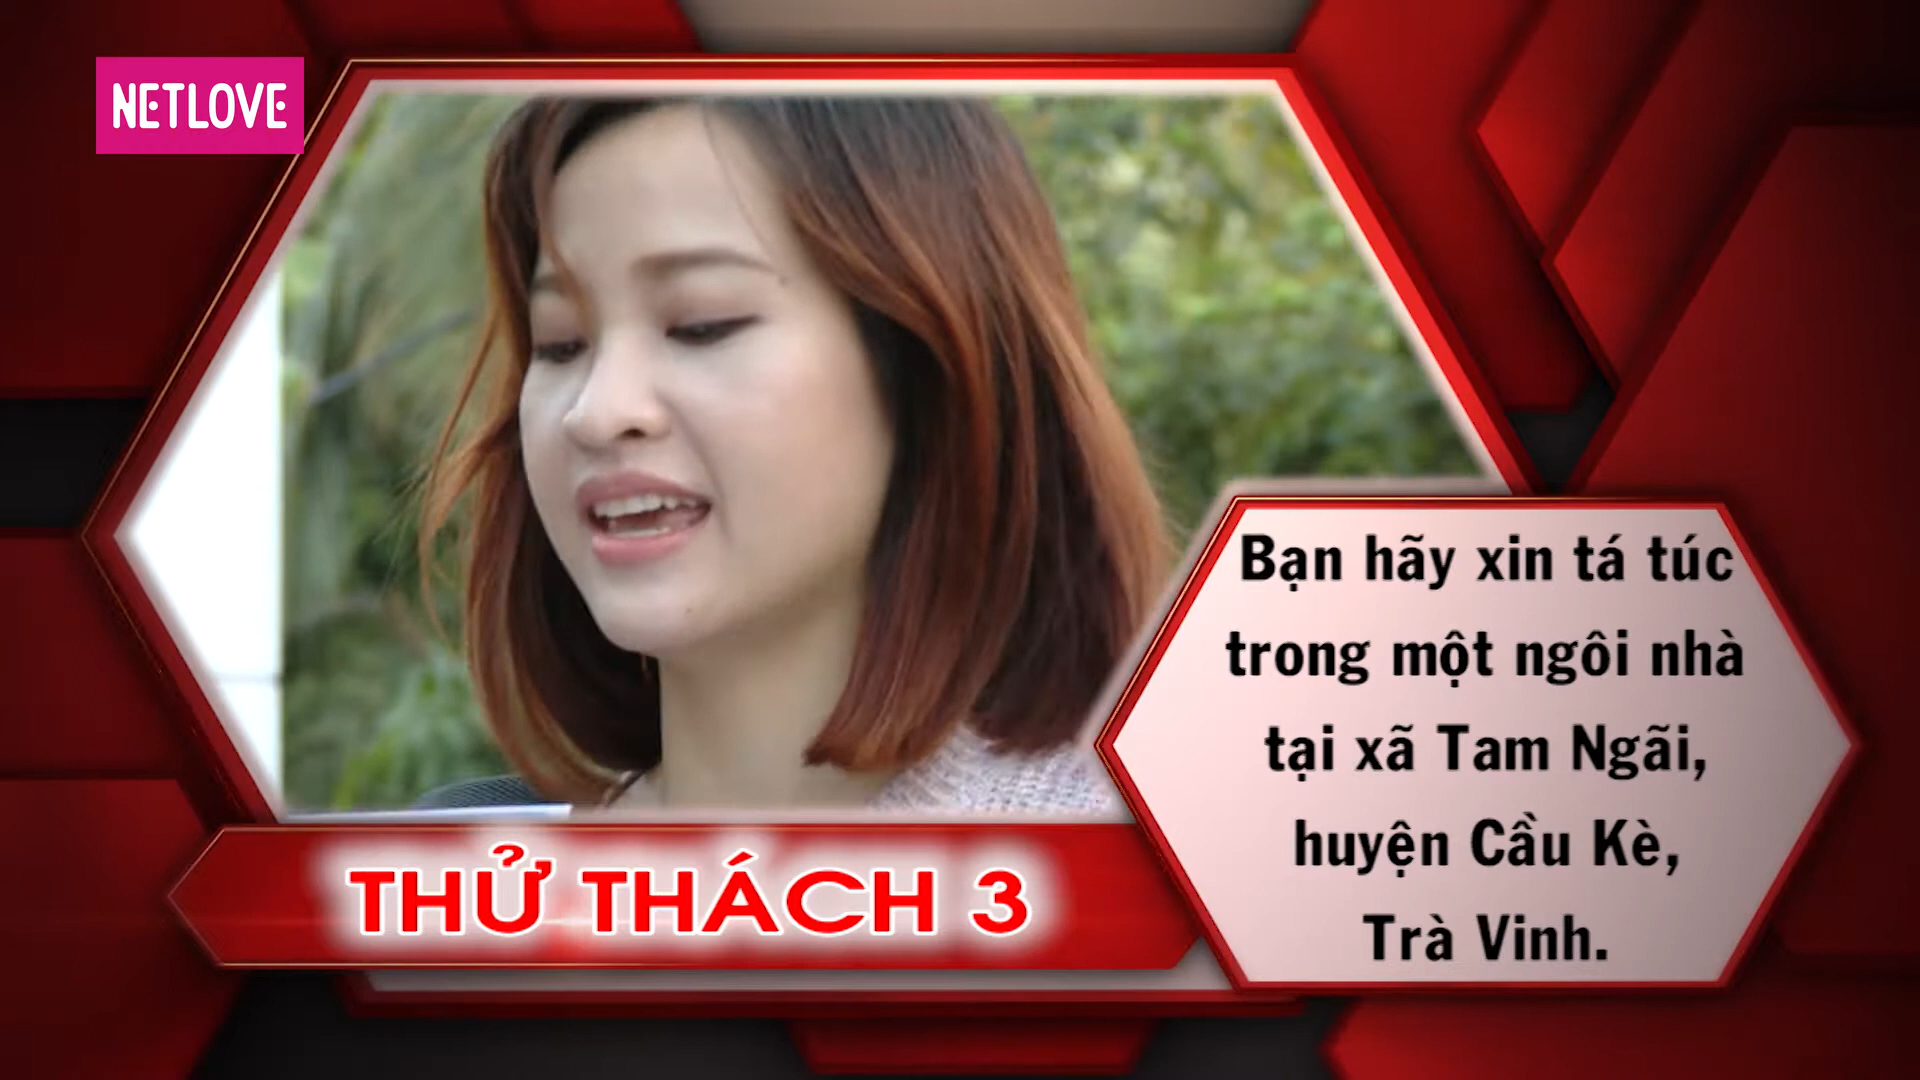 NETLOVE
Bạn hãy xin tá túc
trong một ngôi nhà
tại xã Tam Ngãi,
huyện Cầu Kè,
Trà Vinh.
THỬ THÁCH 3